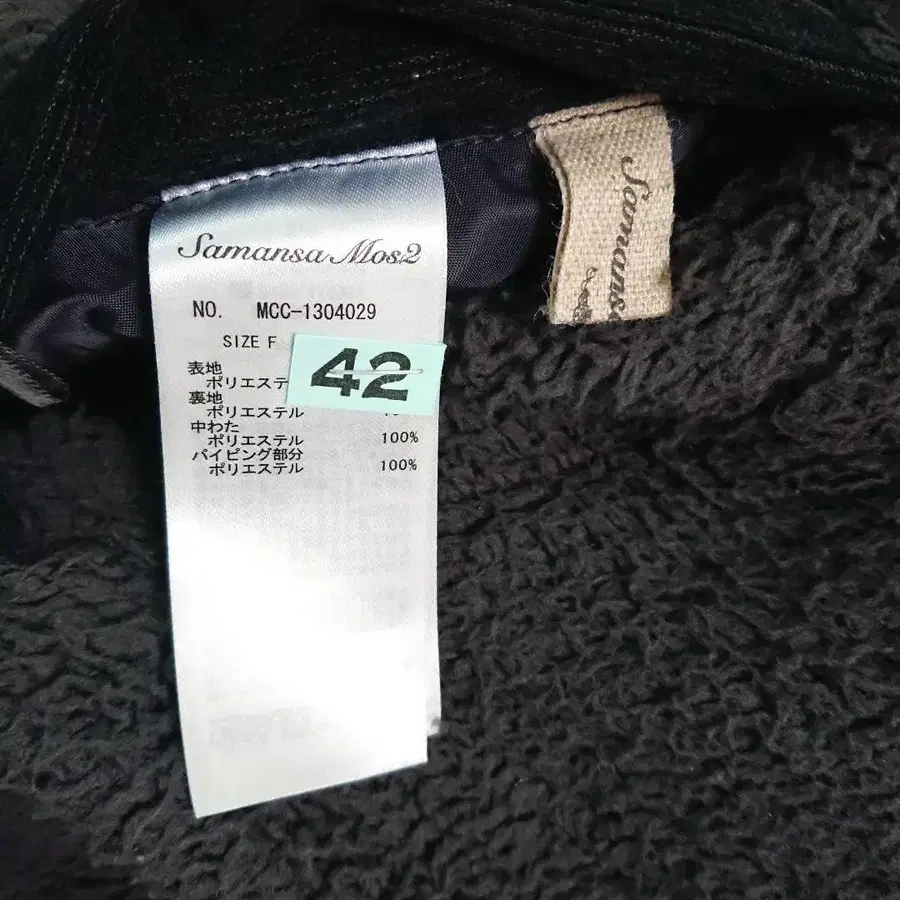 Samansa Mos2
NO. MCC-1304029
SIZE F
42
表地
ポリエステ
裏地
ポリエステル
中わた
ポリエステル 100%
パイピング部分
ポリエステル 100%
Samansa